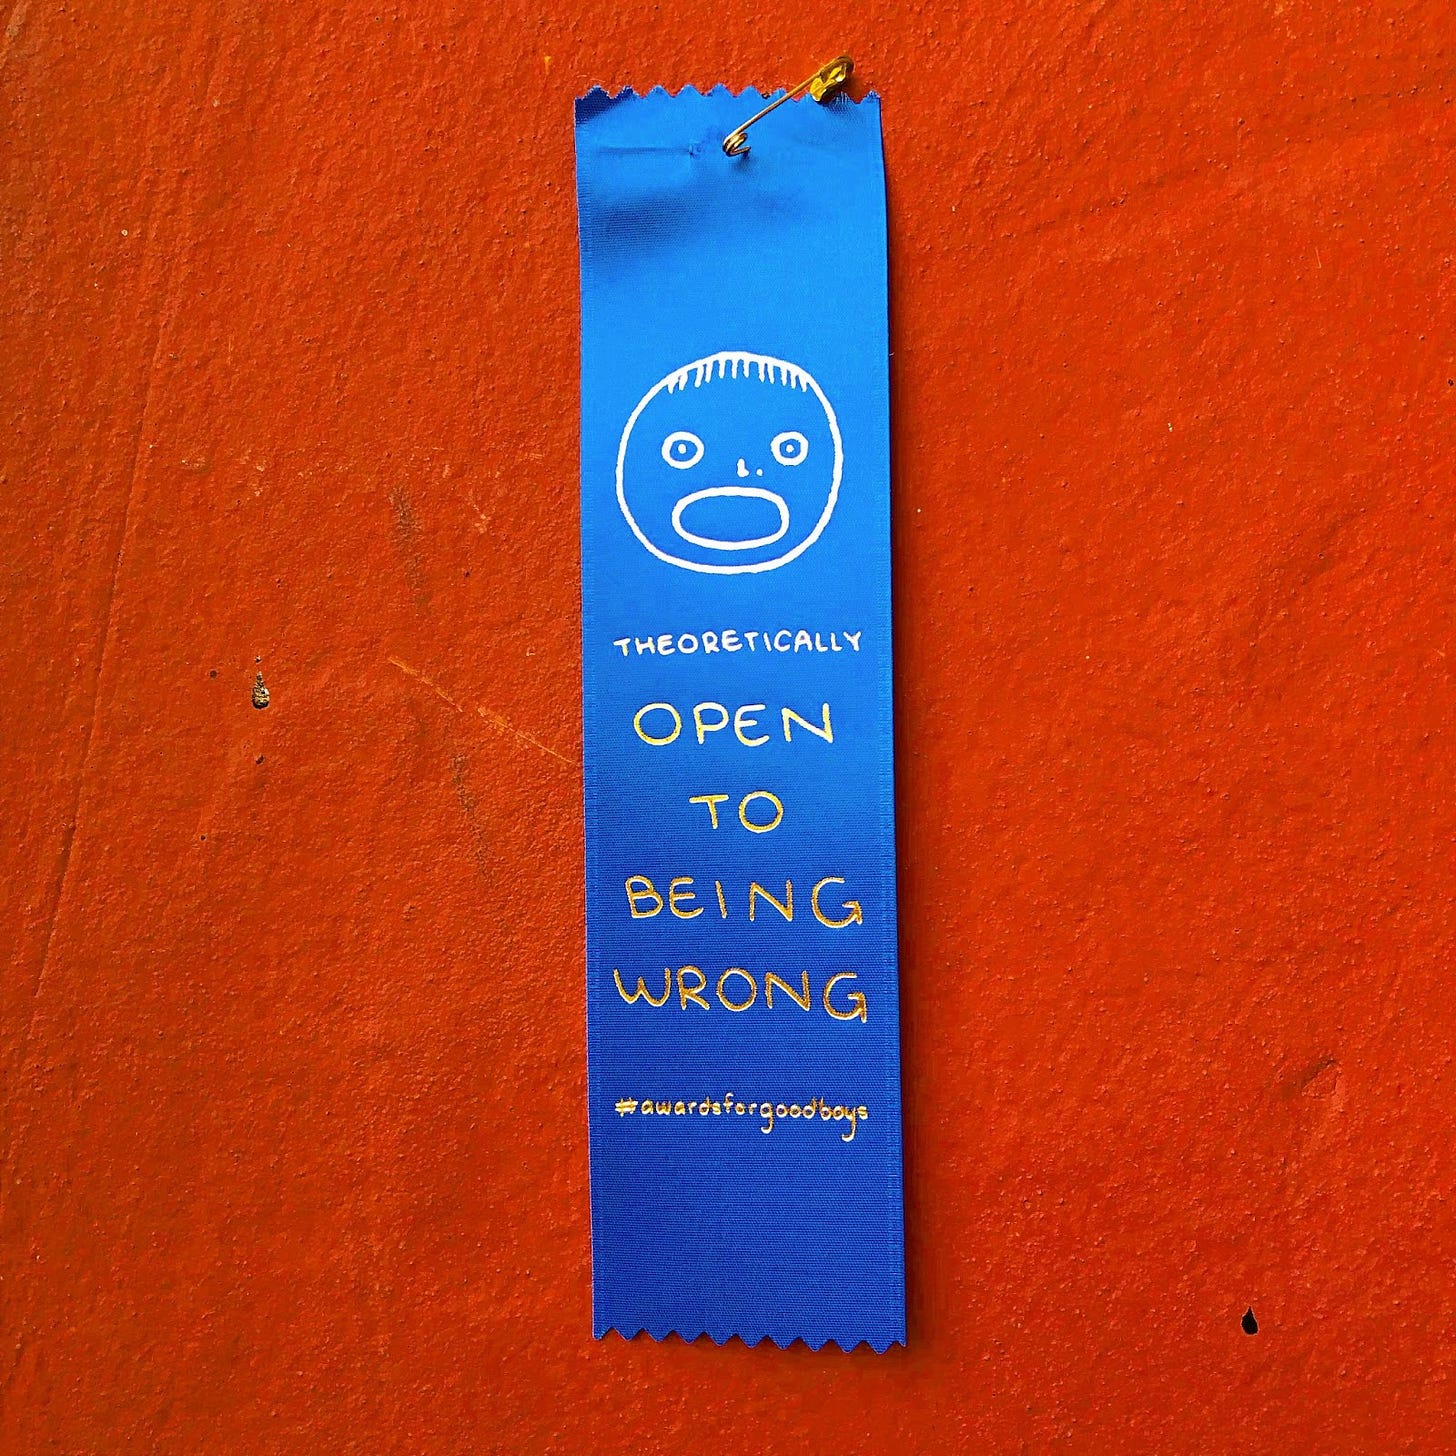 THEORETICALLY
OPEN
TO
BEING
WRONG
#awardsforgoodboys